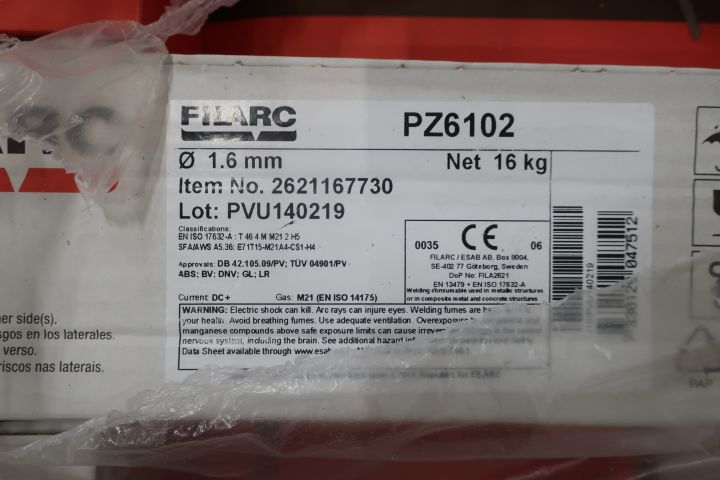 FILARC
PZ6102
Ø 1.6 mm
Net 16 kg
Item No. 2621167730
Lot: PVU140219
Classifications:
EN ISO 17632-A : T 46 4 M M21 2 H5
SFA/AWS A5.36: E71T15-M21A4-CS1-H4
Approvals: DB 42.105.09/PV; TÜV 04901/PV
ABS; BV; DNV; GL; LR
Current: DC+
Gas: M21 (EN ISO 14175)
0035 CE 06
FILARC / ESAB AB, Box 8004,
SE-402 77 Göteborg, Sweden
DoP No: FILA2621
EN 13479 + EN ISO 17632-A
Welding consumable used in metallic structures
or in composite metal and concrete structures
WARNING: Electric shock can kill. Arc rays can injure eyes. Welding fumes are
your health. Avoid breathing fumes. Use adequate ventilation. Overexposure
manganese compounds above safe exposure limits can cause
nervous system, including the brain. See additional hazard
Data Sheet available through
ner side(s).
sgos en los laterales.
verso.
riscos nas laterais.
ARC
047512
140219
PAP